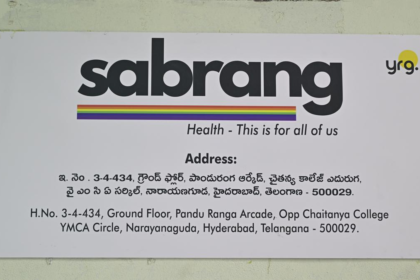 sabrang
yrg.
Health - This is for all of us
Address:
ఇ. నెం . 3-4-434, గ్రౌండ్ ఫ్లోర్, పాండురంగ ఆర్కేడ్, చైతన్య కాలేజ్ ఎదురుగ,
వై ఎం సి ఏ సర్కిల్, నారాయణగూడ, హైదరాబాద్, తెలంగాణ - 500029.
H.No. 3-4-434, Ground Floor, Pandu Ranga Arcade, Opp Chaitanya College
YMCA Circle, Narayanaguda, Hyderabad, Telangana - 500029.